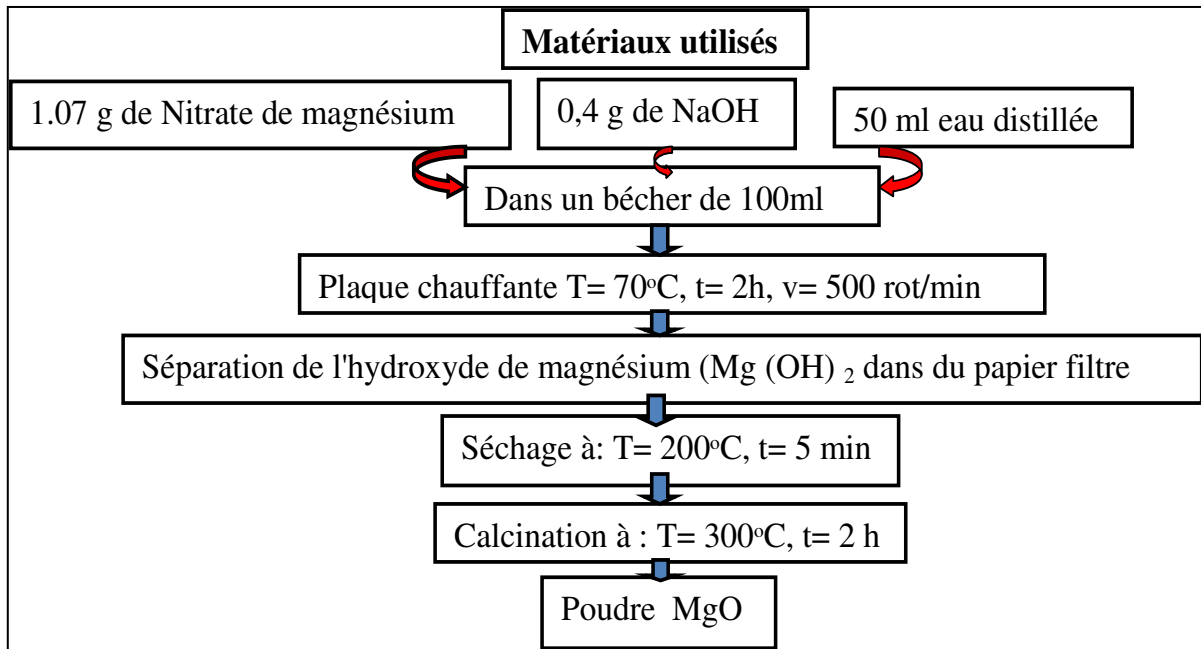 Matériaux utilisés
1.07 g de Nitrate de magnésium
0,4 g de NaOH
50 ml eau distillée
Dans un bécher de 100ml
Plaque chauffante T= 70°C, t= 2h, v= 500 rot/min
Séparation de l'hydroxyde de magnésium (Mg (OH) ₂ dans du papier filtre
Séchage à: T= 200°C, t= 5 min
Calcination à : T= 300°C, t= 2 h
Poudre MgO